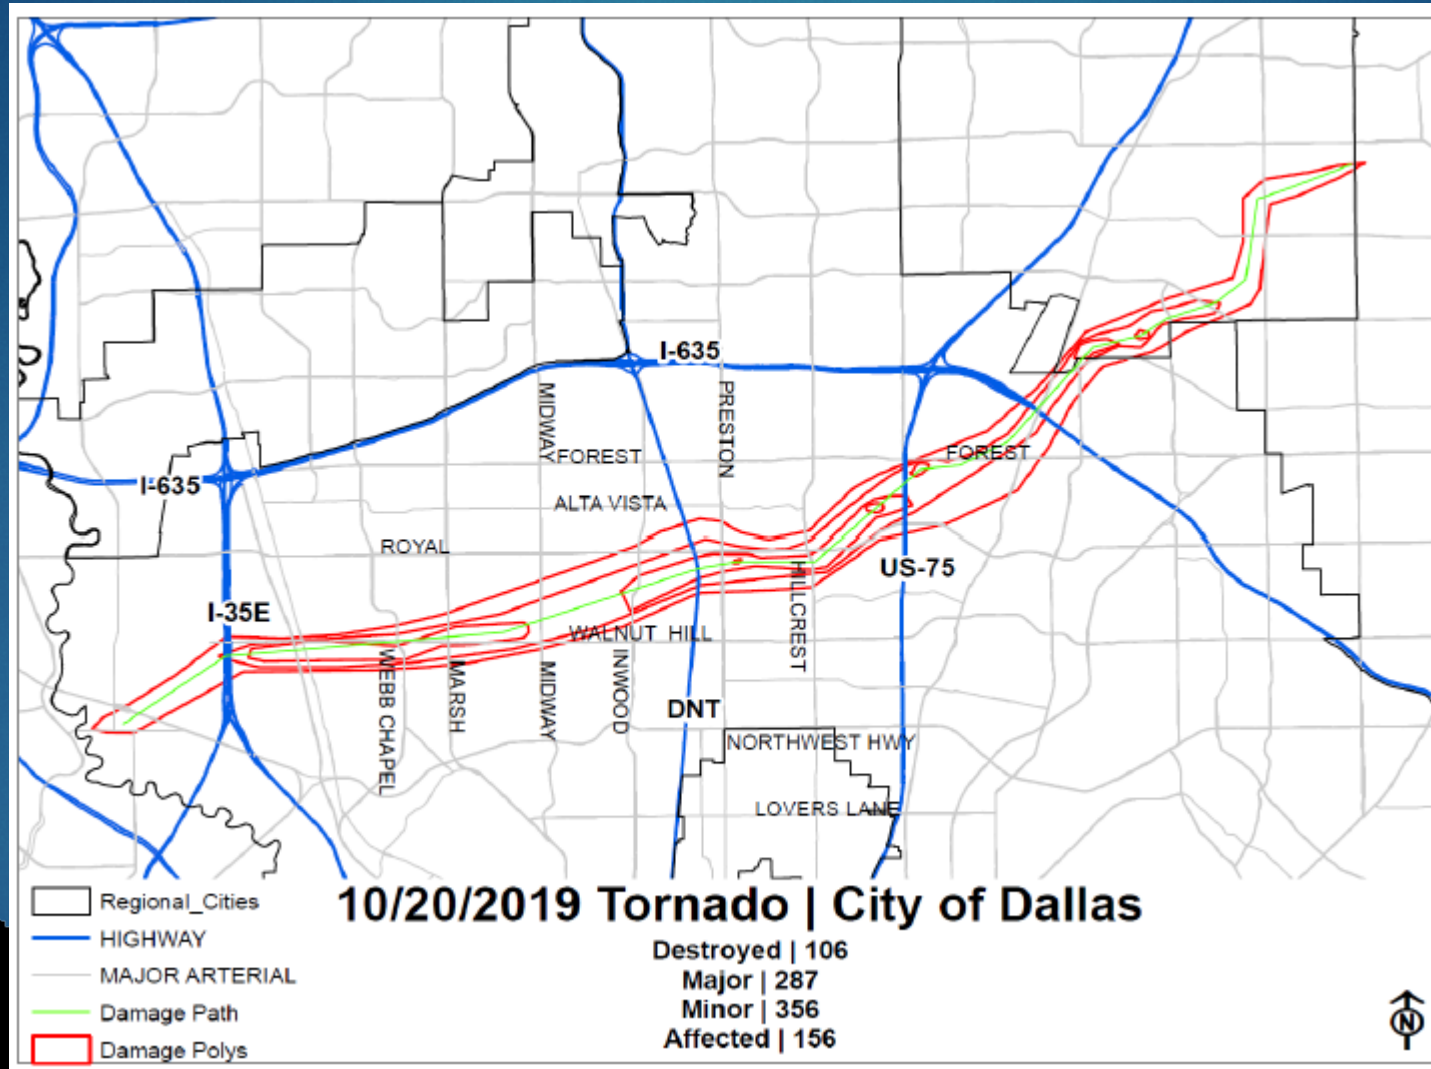 I-635
MIDWAY
PRESTON
FOREST
FOREST
I-635
ALTA VISTA
ROYAL
HILLCREST
US-75
I-35E
WALNUT HILL
WEBB CHAPEL
MARSH
MIDWAY
INWOOD
DNT
NORTHWEST HWY
LOVERS LANE
10/20/2019 Tornado | City of Dallas
Destroyed | 106
Major | 287
Minor | 356
Affected | 156
Regional_Cities
HIGHWAY
MAJOR ARTERIAL
Damage Path
Damage Polys
N